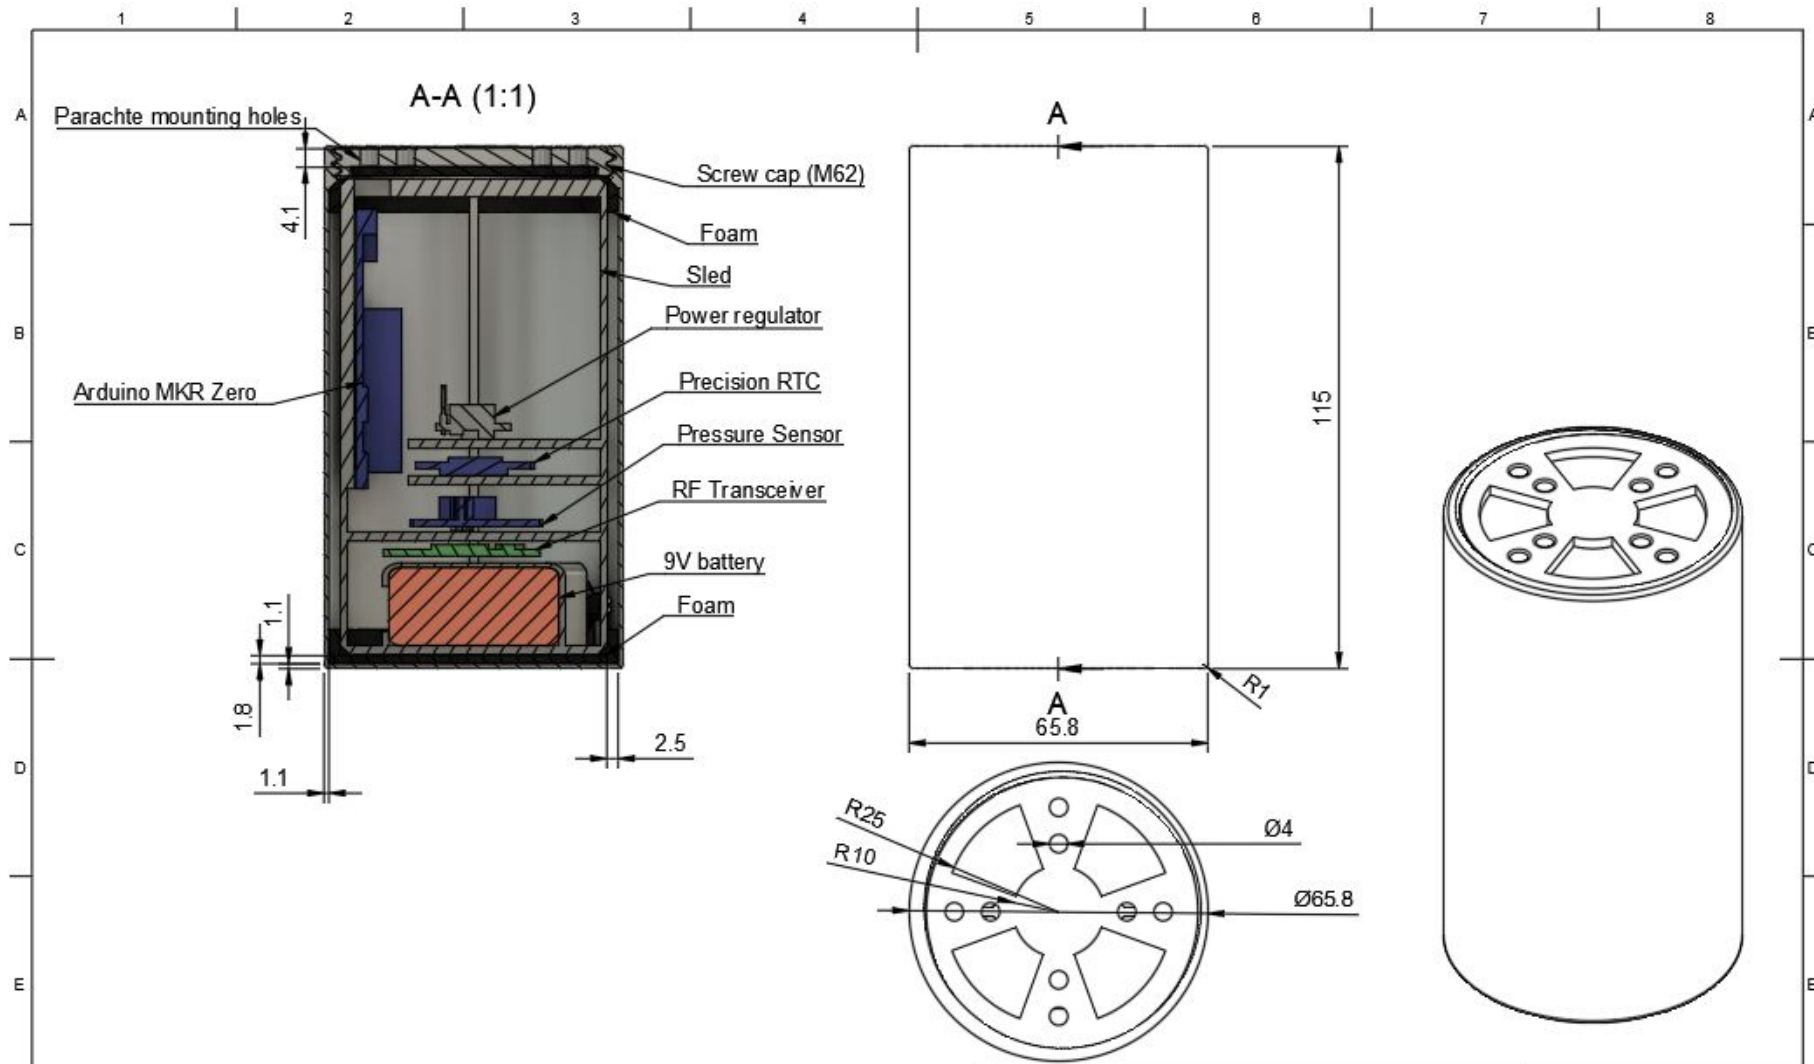 1 2 3 4 5 6 7 8
A
A-A (1:1)
Parachte mounting holes
Screw cap (M62)
4.1
Foam
Sled
Power regulator
B
Arduino MKR Zero
Precision RTC
Pressure Sensor
RF Transceiver
C
9V battery
Foam
1.1
1.8
1.1
2.5
A
115
A
R1
65.8
D
R25
R10
Ø4
Ø65.8
E